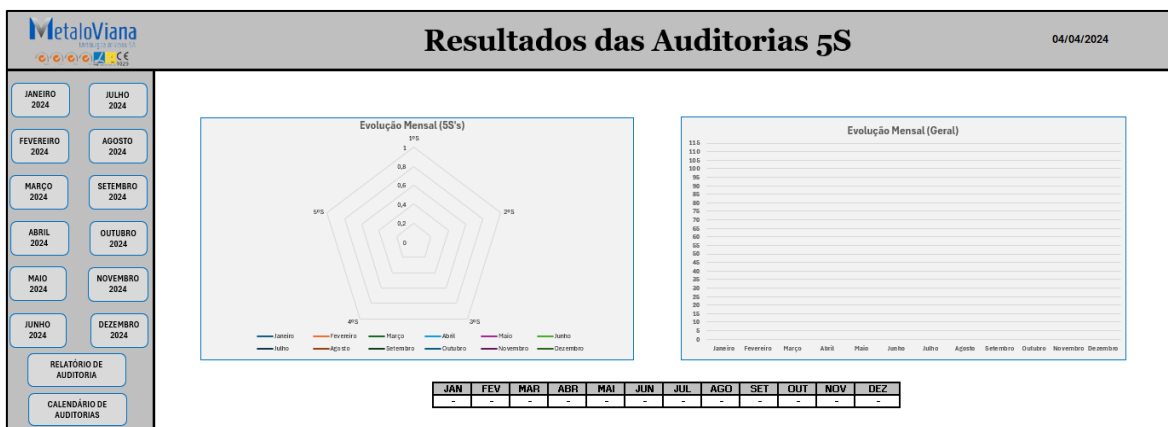 MetaloViana
Resultados das Auditorias 5S
04/04/2024
JANEIRO
2024
JULHO
2024
FEVEREIRO
2024
AGOSTO
2024
MARÇO
2024
SETEMBRO
2024
ABRIL
2024
OUTUBRO
2024
MAIO
2024
NOVEMBRO
2024
JUNHO
2024
DEZEMBRO
2024
RELATÓRIO DE
AUDITORIA
CALENDÁRIO DE
AUDITORIAS
Evolução Mensal (5S's)
1ºS
1
0,8
0,6
0,4
0,2
0
5ºS
2ºS
4ºS
3ºS
Janeiro Fevereiro Março Abril Maio Junho
Julho Agosto Setembro Outubro Novembro Dezembro
Evolução Mensal (Geral)
115
110
105
100
95
90
85
80
75
70
65
60
55
50
45
40
35
30
25
20
15
10
5
0
Janeiro Fevereiro Março Abril Maio Junho Julho Agosto Setembro Outubro Novembro Dezembro
JAN FEV MAR ABR MAI JUN JUL AGO SET OUT NOV DEZ
- - - - - - - - - - - -